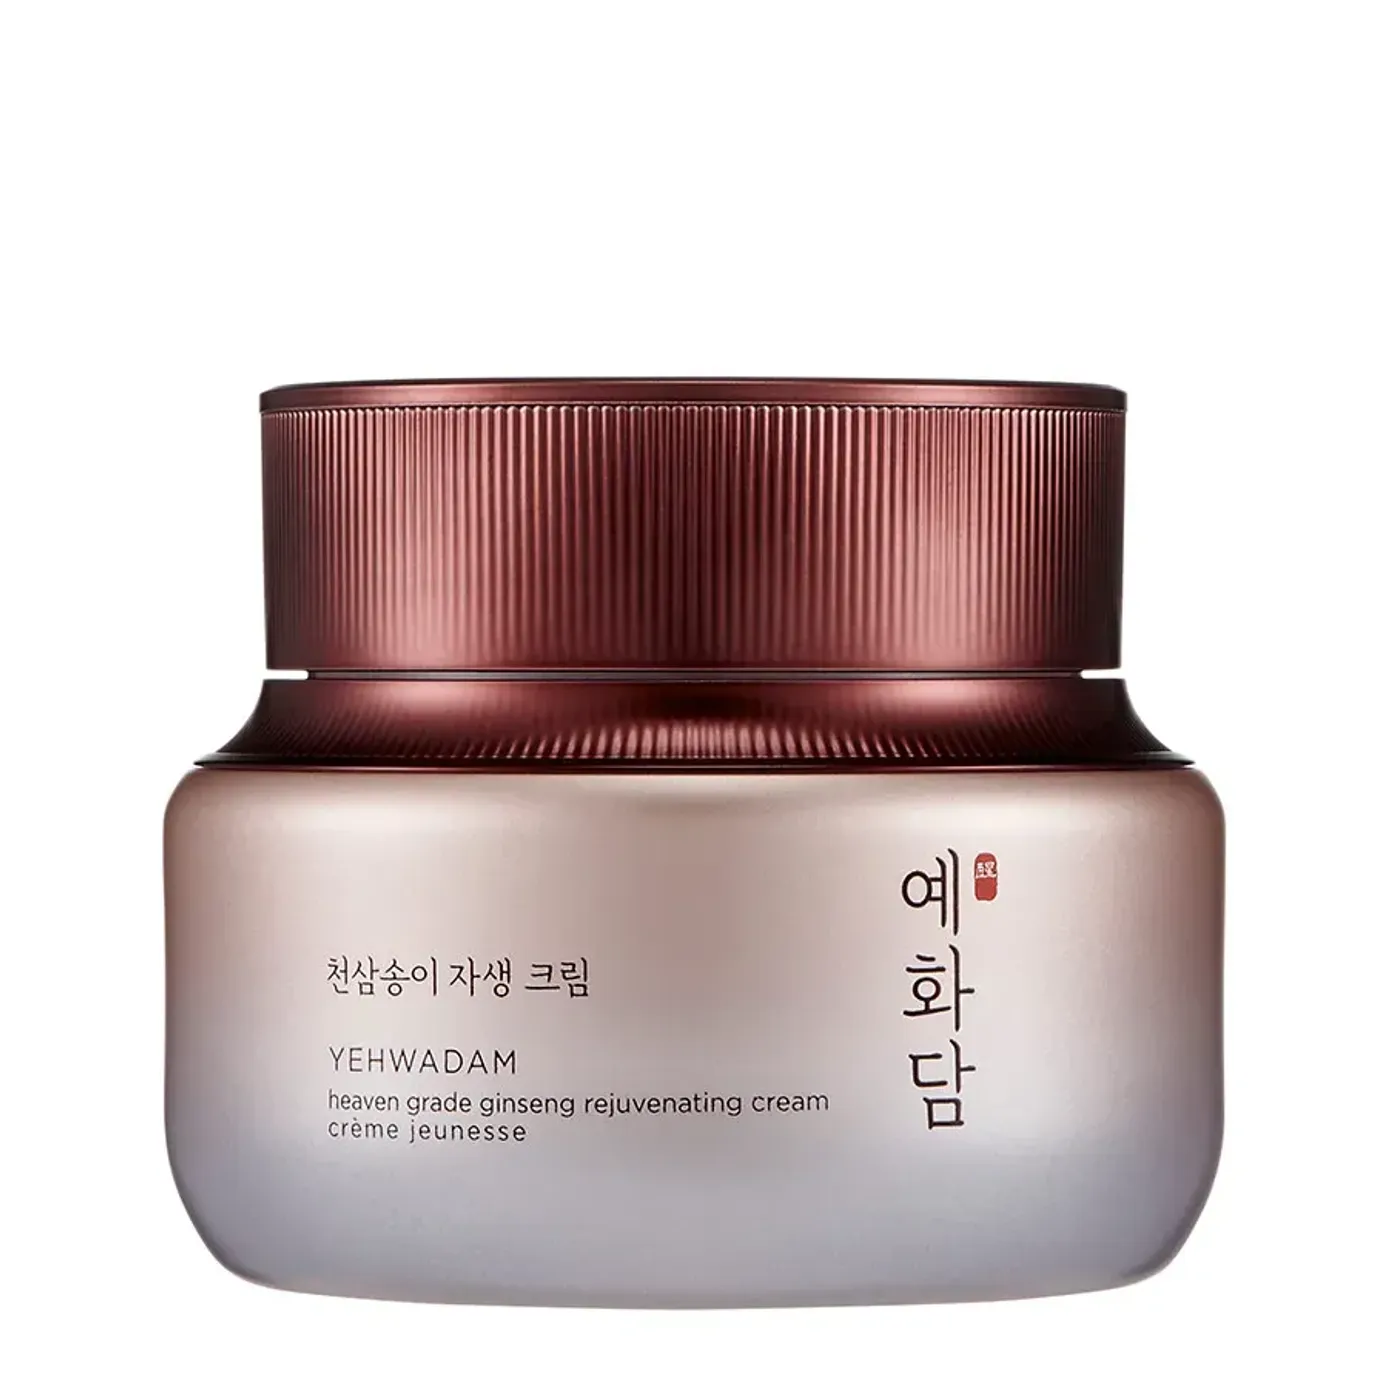 예화담
천삼송이 자생 크림
YEHWADAM
heaven grade ginseng rejuvenating cream
crème jeunesse